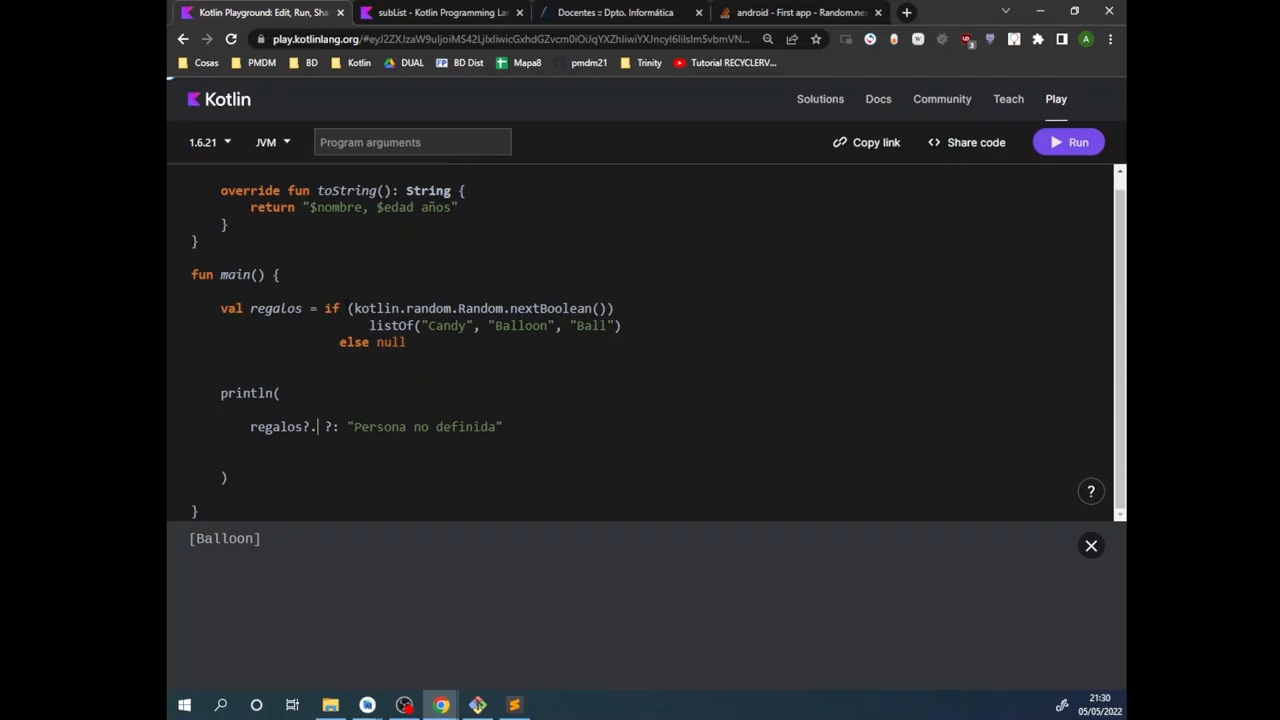 Kotlin Playground: Edit, Run, Sha
subList - Kotlin Programming Lan
Docentes :: Dpto. Informática
android - First app - Random.ne
play.kotlinlang.org
3
A
Cosas
PMDM
BD
Kotlin
DUAL
BD Dist
Mapa8
pmdm21
Trinity
Tutorial RECYCLERV...
Kotlin
Solutions
Docs
Community
Teach
Play
1.6.21
JVM
Program arguments
Copy link
Share code
Run
override fun toString(): String {
return "$nombre, $edad años"
}
}
fun main() {
val regalos = if (kotlin.random.Random.nextBoolean())
listOf("Candy", "Balloon", "Ball")
else null
println(
regalos?. ?: "Persona no definida"
)
}
?
[Balloon]
21:30
05/05/2022